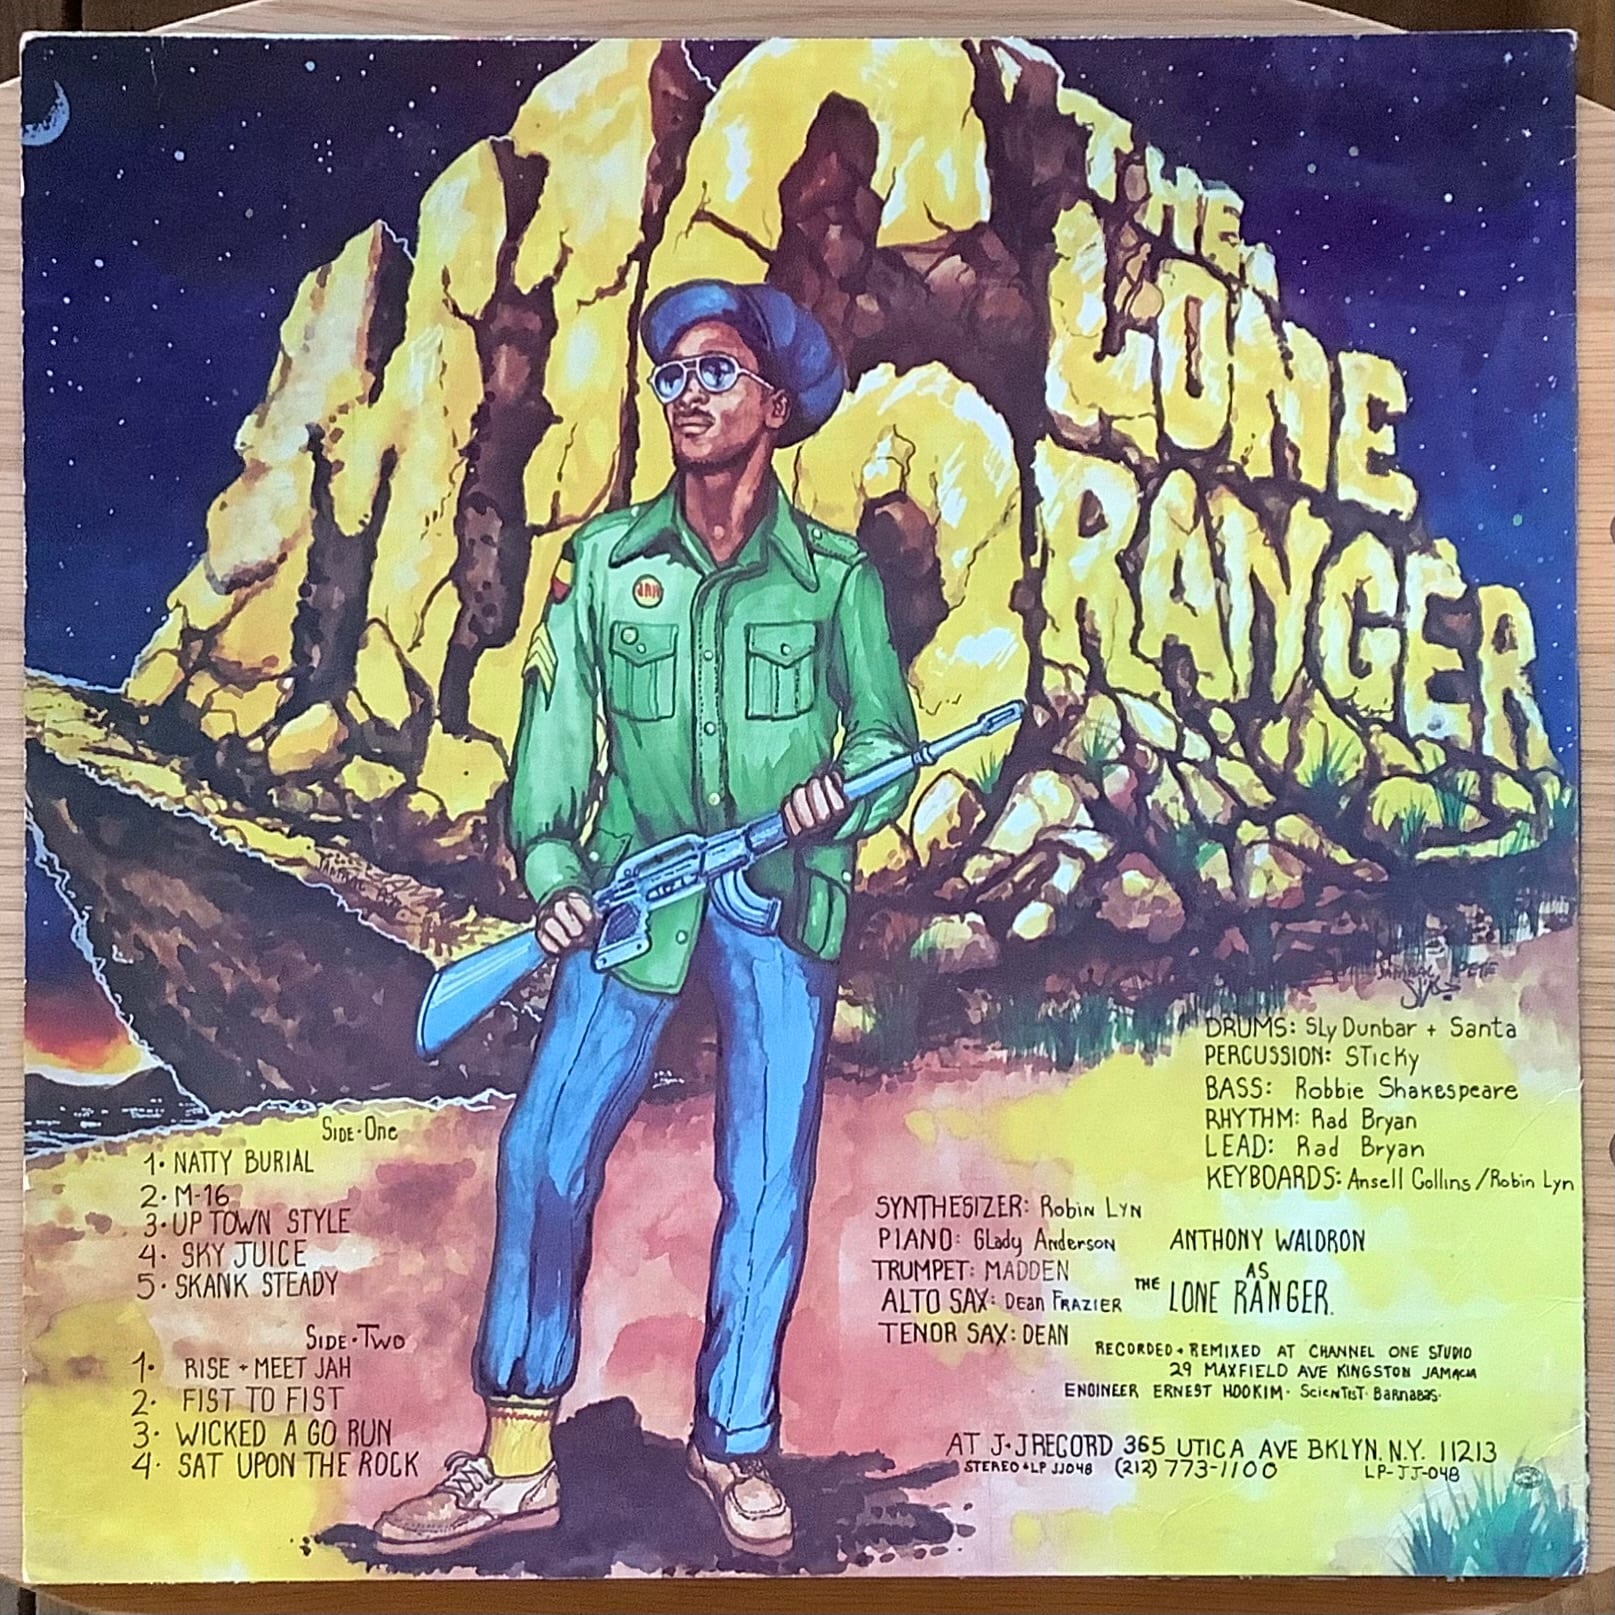 M16
THE
LONE
RANGER
JAH
SAMBAL PETE
DRUMS: Sly Dunbar + Santa
PERCUSSION: Sticky
BASS: Robbie Shakespeare
RHYTHM: Rad Bryan
LEAD: Rad Bryan
KEYBOARDS: Ansell Collins / Robin Lyn
SIDE·One
1· NATTY BURIAL
2· M-16
3· UP TOWN STYLE
4· SKY JUICE
5· SKANK STEADY
SIDE·Two
1· RISE + MEET JAH
2· FIST TO FIST
3· WICKED A GO RUN
4· SAT UPON THE ROCK
SYNTHESIZER: Robin Lyn
PIANO: GLady Anderson
TRUMPET: MADDEN
ALTO SAX: Dean FRAZIER
TENOR SAX: DEAN
ANTHONY WALDRON
AS
THE LONE RANGER.
RECORDED + REMIXED AT CHANNEL ONE STUDIO
29 MAXFIELD AVE KINGSTON JAMACIA
ENGINEER ERNEST HOOKIM· Scientist· Barnabas·
AT J·J RECORD 365 UTICA AVE BKLYN. N.Y. 11213
STEREO·LP JJ048 (212) 773-1100 LP-JJ-048